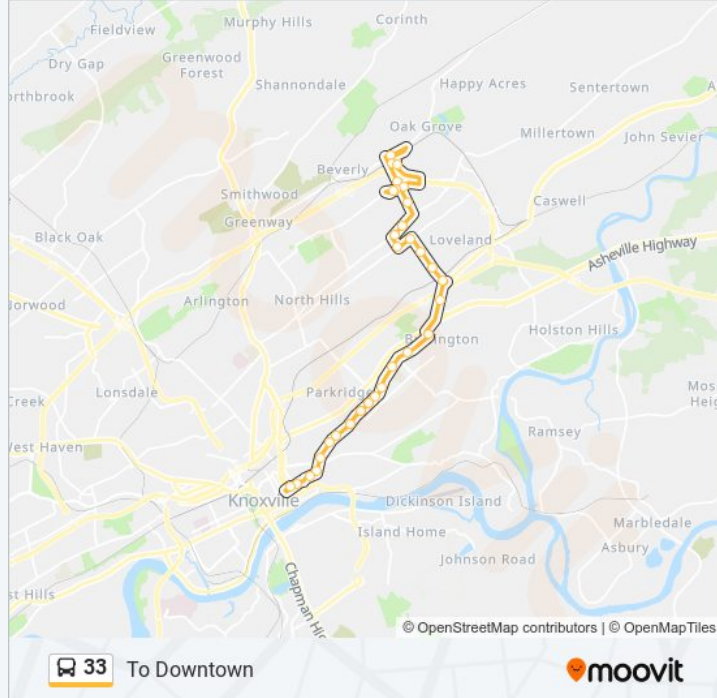 Fieldview
Murphy Hills
Corinth
Dry Gap
Greenwood
Forest
Shannondale
Happy Acres
Sentertown
orthbrook
Oak Grove
Millertown
John Sevier
Beverly
Smithwood
Greenway
Caswell
Black Oak
Loveland
Asheville Highway
Norwood
Arlington
North Hills
Holston Hills
Creek
Lonsdale
Parkridge
Mos
Heig
West Haven
Ramsey
Knoxville
Dickinson Island
Island Home
Marbledale
Asbury
Johnson Road
st Hills
Chapman Hi
© OpenStreetMap contributors | © OpenMapTiles
33 To Downtown
moovit